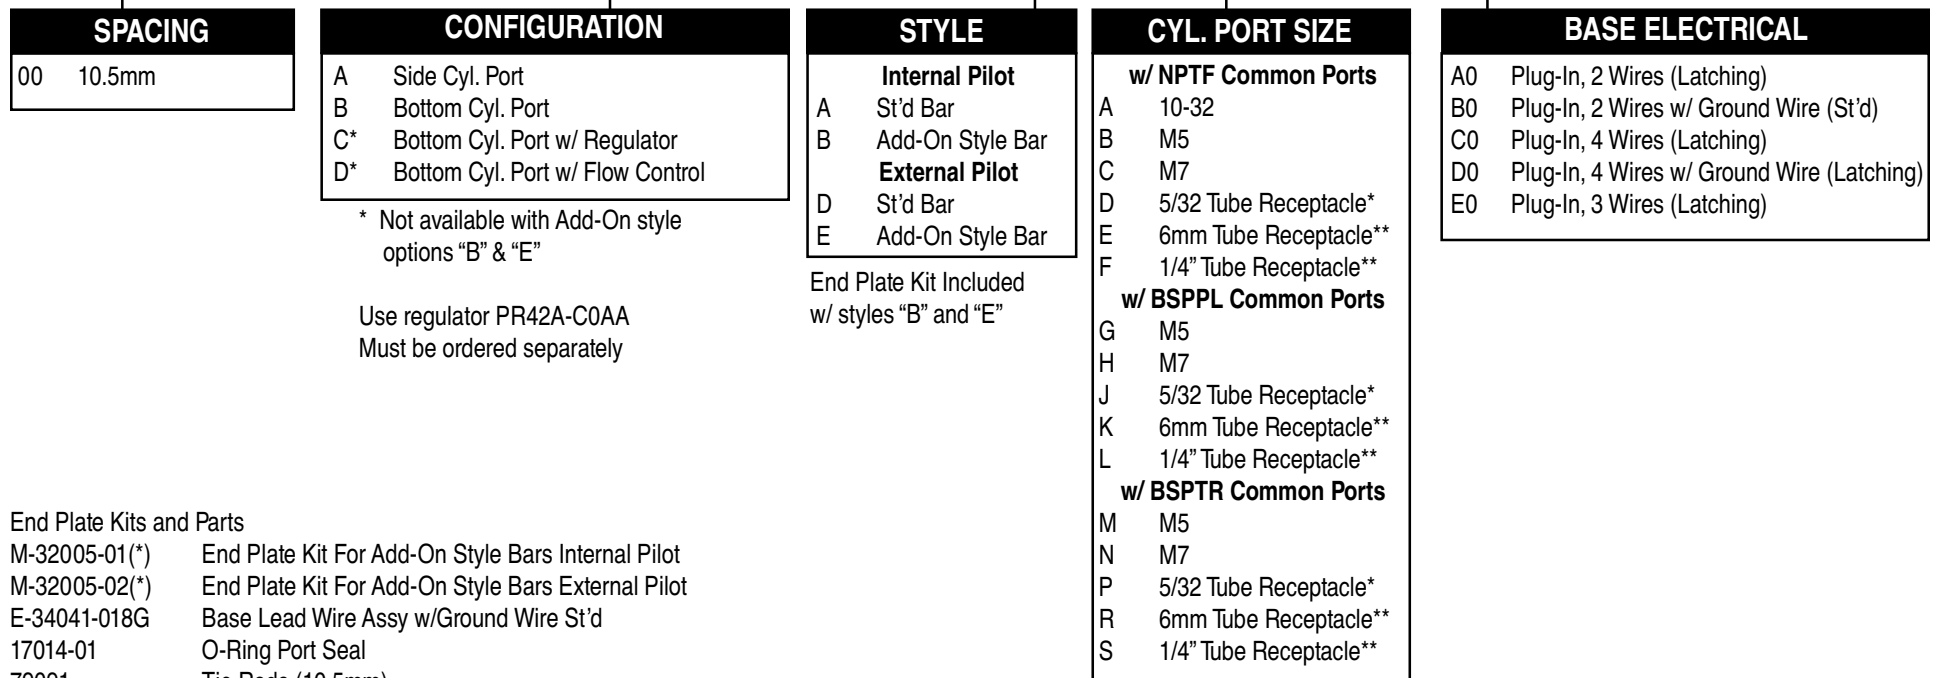 SPACING
00 10.5mm
CONFIGURATION
A Side Cyl. Port
B Bottom Cyl. Port
C* Bottom Cyl. Port w/ Regulator
D* Bottom Cyl. Port w/ Flow Control
* Not available with Add-On style
options “B” & “E”
Use regulator PR42A-C0AA
Must be ordered separately
STYLE
Internal Pilot
A St’d Bar
B Add-On Style Bar
External Pilot
D St’d Bar
E Add-On Style Bar
End Plate Kit Included
w/ styles “B” and “E”
CYL. PORT SIZE
w/ NPTF Common Ports
A 10-32
B M5
C M7
D 5/32 Tube Receptacle*
E 6mm Tube Receptacle**
F 1/4” Tube Receptacle**
w/ BSPPL Common Ports
G M5
H M7
J 5/32 Tube Receptacle*
K 6mm Tube Receptacle**
L 1/4” Tube Receptacle**
w/ BSPTR Common Ports
M M5
N M7
P 5/32 Tube Receptacle*
R 6mm Tube Receptacle**
S 1/4” Tube Receptacle**
BASE ELECTRICAL
A0 Plug-In, 2 Wires (Latching)
B0 Plug-In, 2 Wires w/ Ground Wire (St’d)
C0 Plug-In, 4 Wires (Latching)
D0 Plug-In, 4 Wires w/ Ground Wire (Latching)
E0 Plug-In, 3 Wires (Latching)
End Plate Kits and Parts
M-32005-01(*) End Plate Kit For Add-On Style Bars Internal Pilot
M-32005-02(*) End Plate Kit For Add-On Style Bars External Pilot
E-34041-018G Base Lead Wire Assy w/Ground Wire St’d
17014-01 O-Ring Port Seal
(10.5mm)